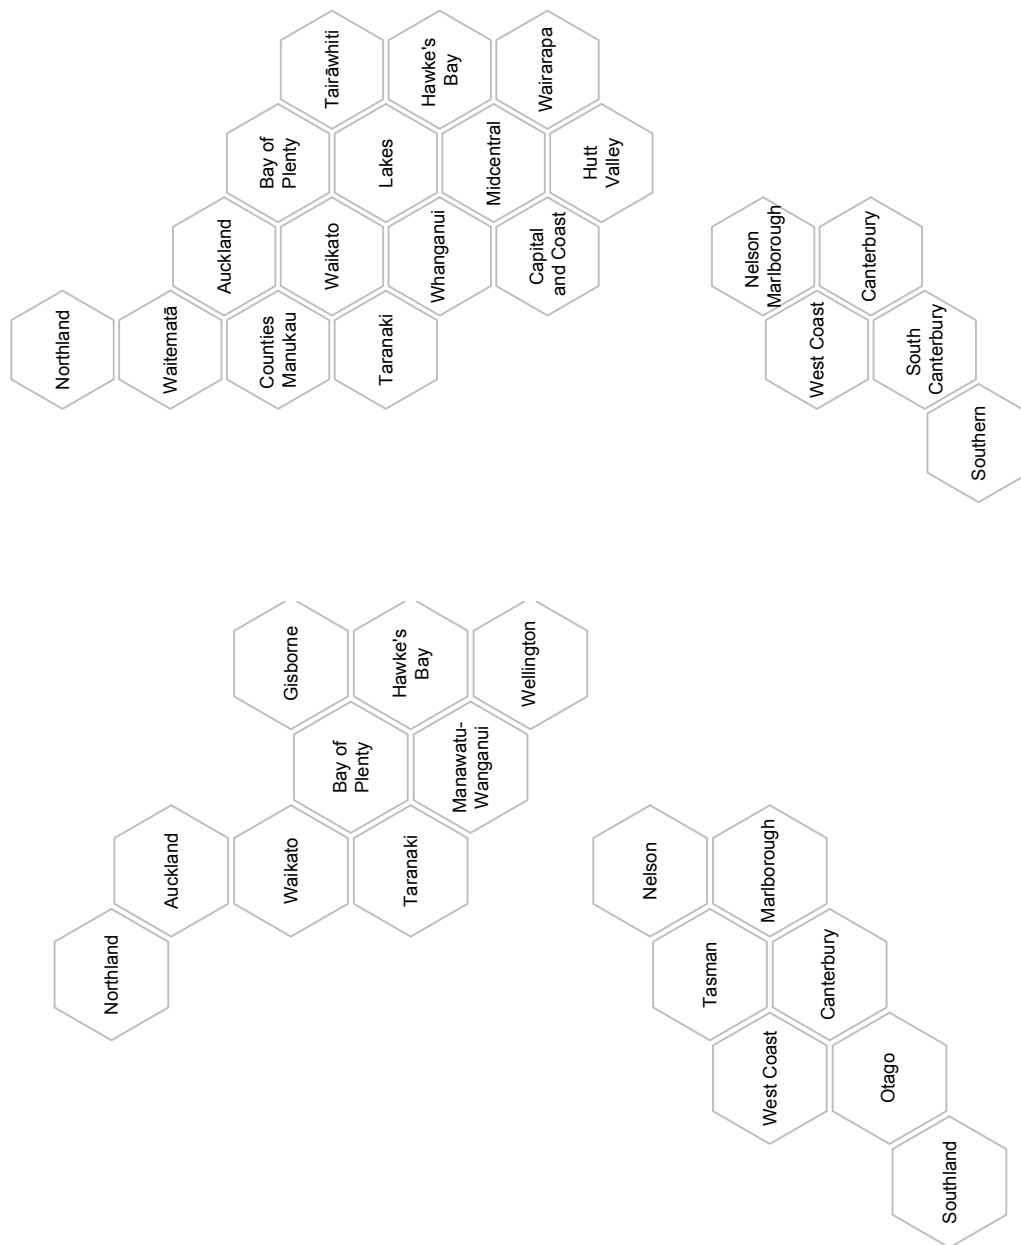 Northland
Waitematā
Auckland
Counties
Manukau
Bay of
Plenty
Waikato
Tairāwhiti
Lakes
Taranaki
Hawke's
Bay
Whanganui
Midcentral
Wairarapa
Capital
and Coast
Hutt
Valley
Nelson
Marlborough
West Coast
Canterbury
South
Canterbury
Southern
Northland
Auckland
Waikato
Gisborne
Bay of
Plenty
Taranaki
Hawke's
Bay
Manawatu-
Wanganui
Wellington
Nelson
Tasman
Marlborough
West Coast
Canterbury
Otago
Southland